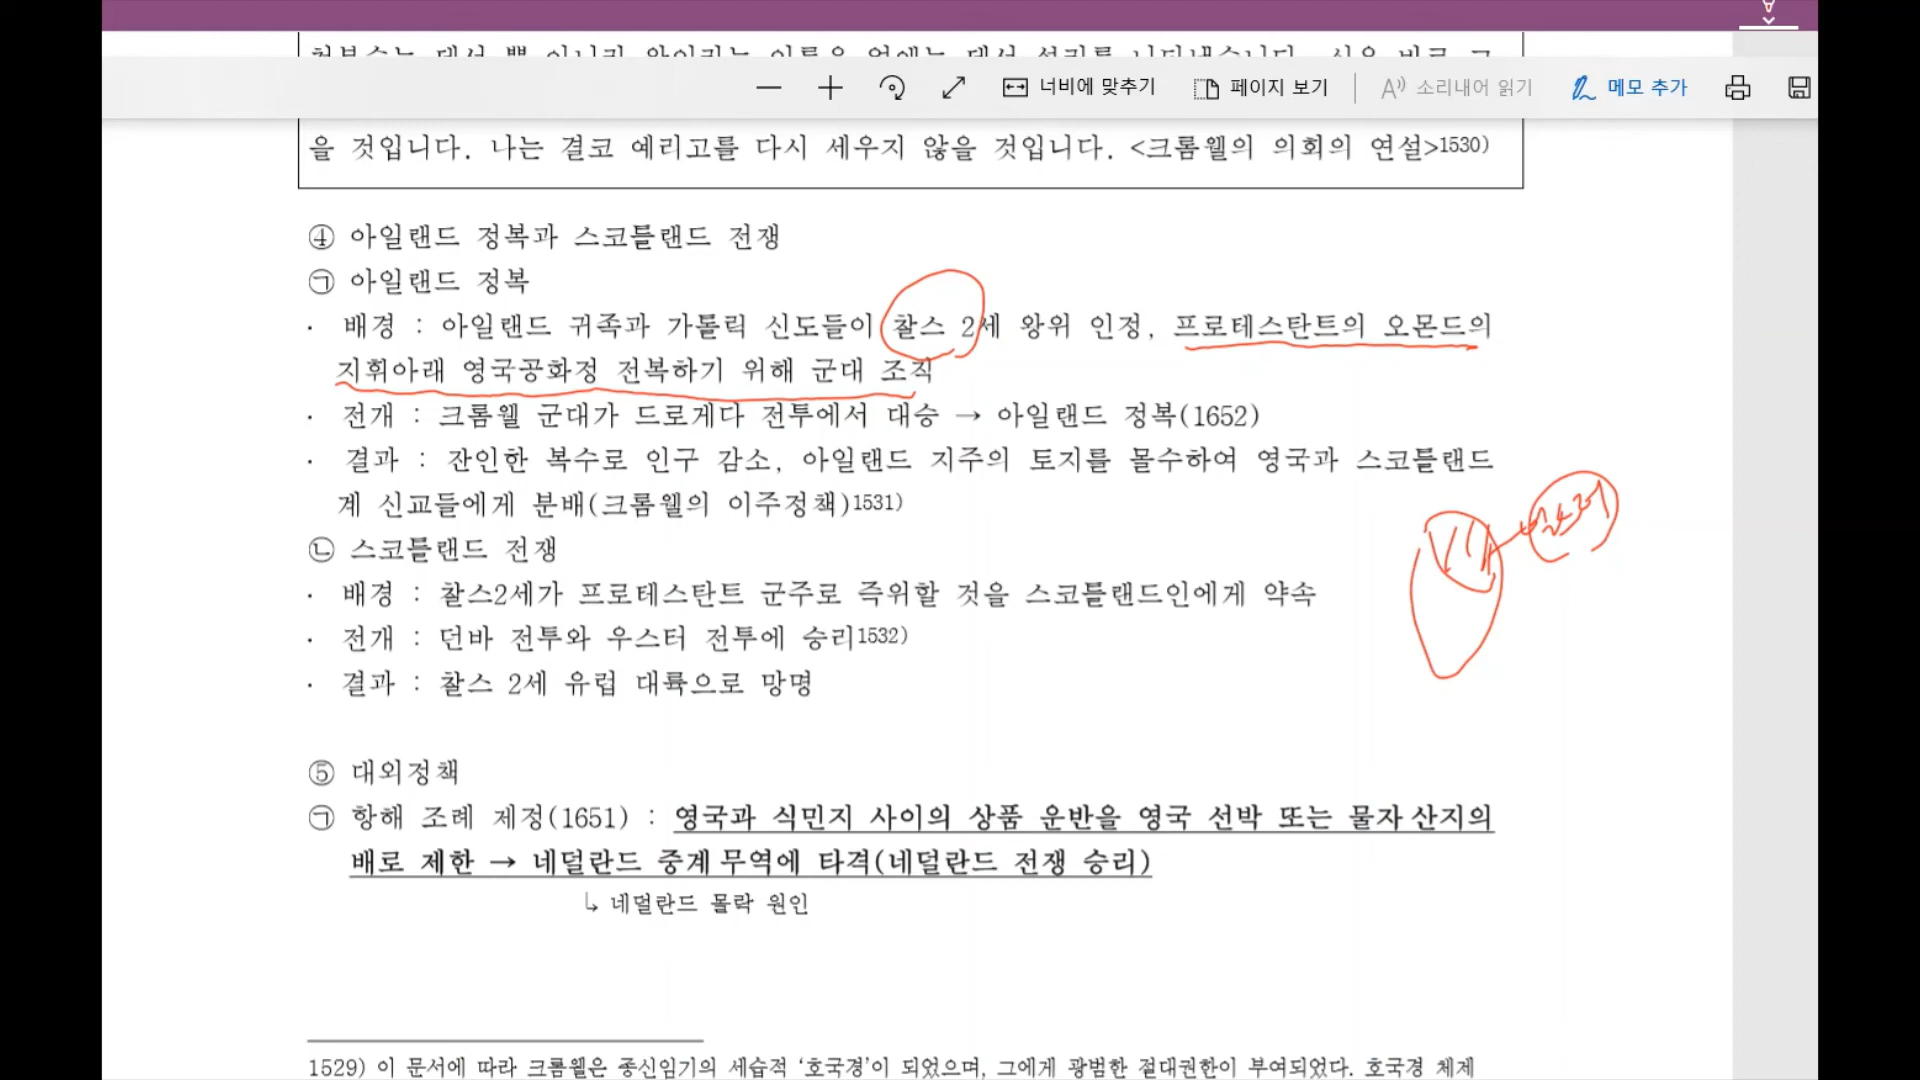 너비에 맞추기 페이지 보기 소리내어 읽기 메모 추가
을 것입니다. 나는 결코 예리고를 다시 세우지 않을 것입니다. <크롬웰의 의회의 연설>1530)
④ 아일랜드 정복과 스코틀랜드 전쟁
㉠ 아일랜드 정복
· 배경 : 아일랜드 귀족과 가톨릭 신도들이 찰스 2세 왕위 인정, 프로테스탄트의 오몬드의
지휘아래 영국공화정 전복하기 위해 군대 조직
· 전개 : 크롬웰 군대가 드로게다 전투에서 대승 → 아일랜드 정복(1652)
· 결과 : 잔인한 복수로 인구 감소, 아일랜드 지주의 토지를 몰수하여 영국과 스코틀랜드
계 신교들에게 분배(크롬웰의 이주정책)1531)
㉡ 스코틀랜드 전쟁
· 배경 : 찰스2세가 프로테스탄트 군주로 즉위할 것을 스코틀랜드인에게 약속
· 전개 : 던바 전투와 우스터 전투에 승리1532)
· 결과 : 찰스 2세 유럽 대륙으로 망명
⑤ 대외정책
㉠ 항해 조례 제정(1651) : 영국과 식민지 사이의 상품 운반을 영국 선박 또는 물자 산지의
배로 제한 → 네덜란드 중계 무역에 타격(네덜란드 전쟁 승리)
↳ 네덜란드 몰락 원인
1529) 이 문서에 따라 크롬웰은 종신임기의 세습적 ‘호국경’이 되었으며, 그에게 광범한 절대권한이 부여되었다. 호국경 체제